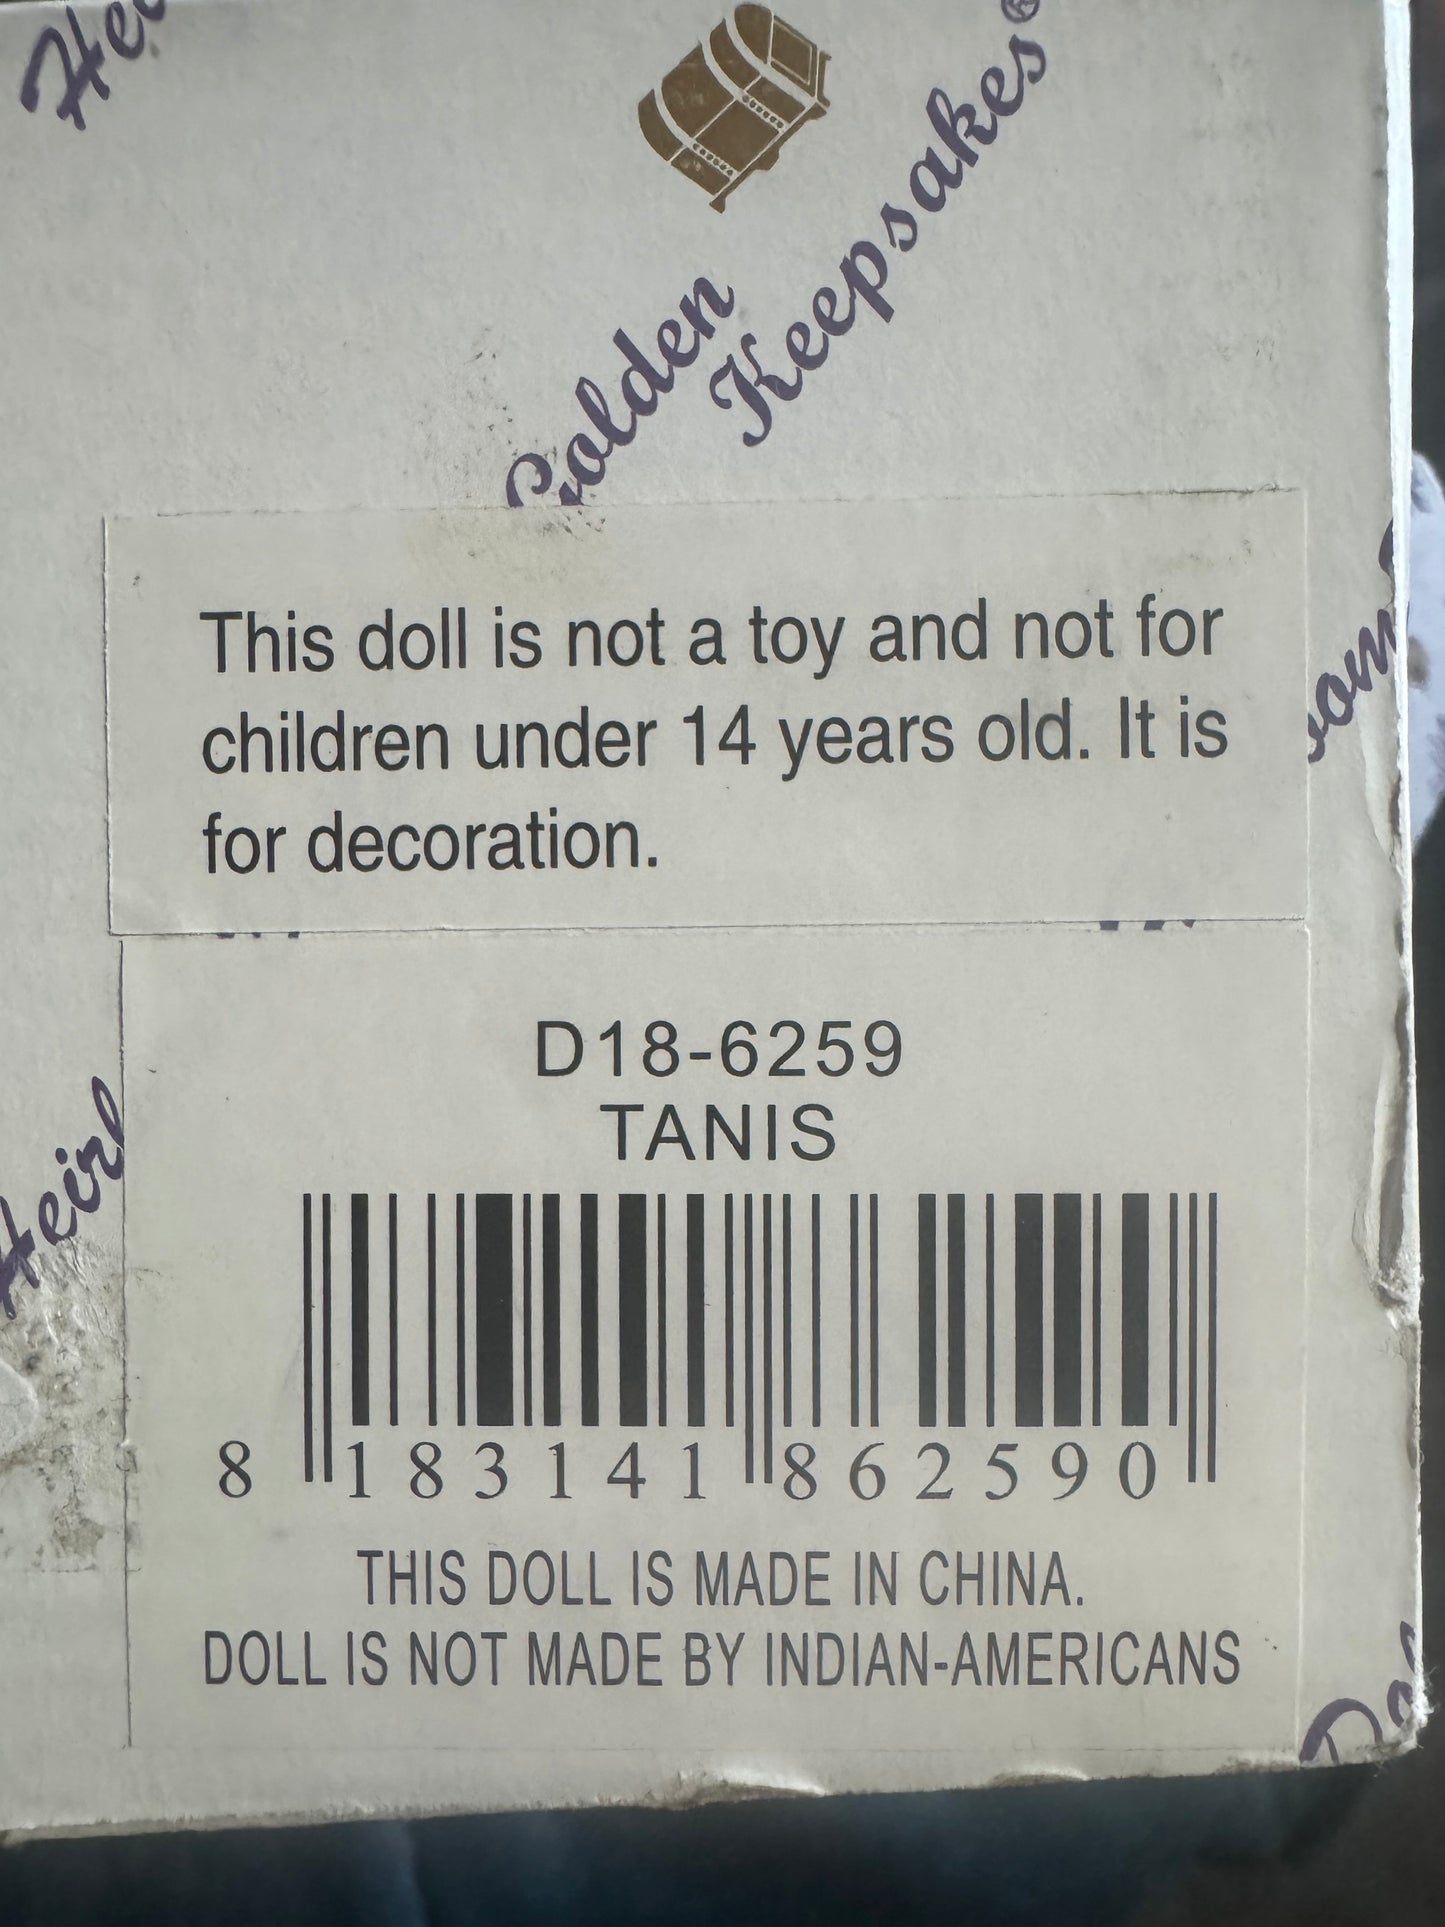 Golden
Keepsakes®
This doll is not a toy and not for
children under 14 years old. It is
for decoration.
D18-6259
TANIS
8 183141 862590
THIS DOLL IS MADE IN CHINA.
DOLL IS NOT MADE BY INDIAN-AMERICANS